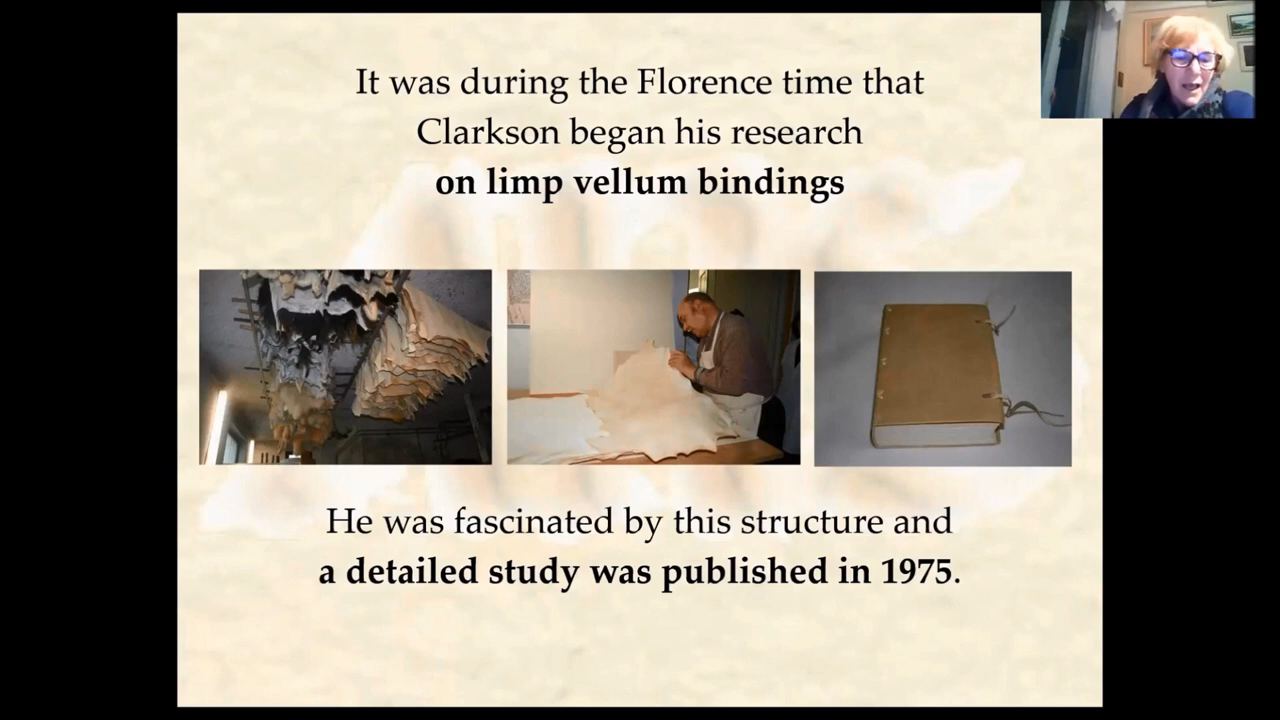 It was during the Florence time that
Clarkson began his research
on limp vellum bindings
He was fascinated by this structure and
a detailed study was published in 1975.